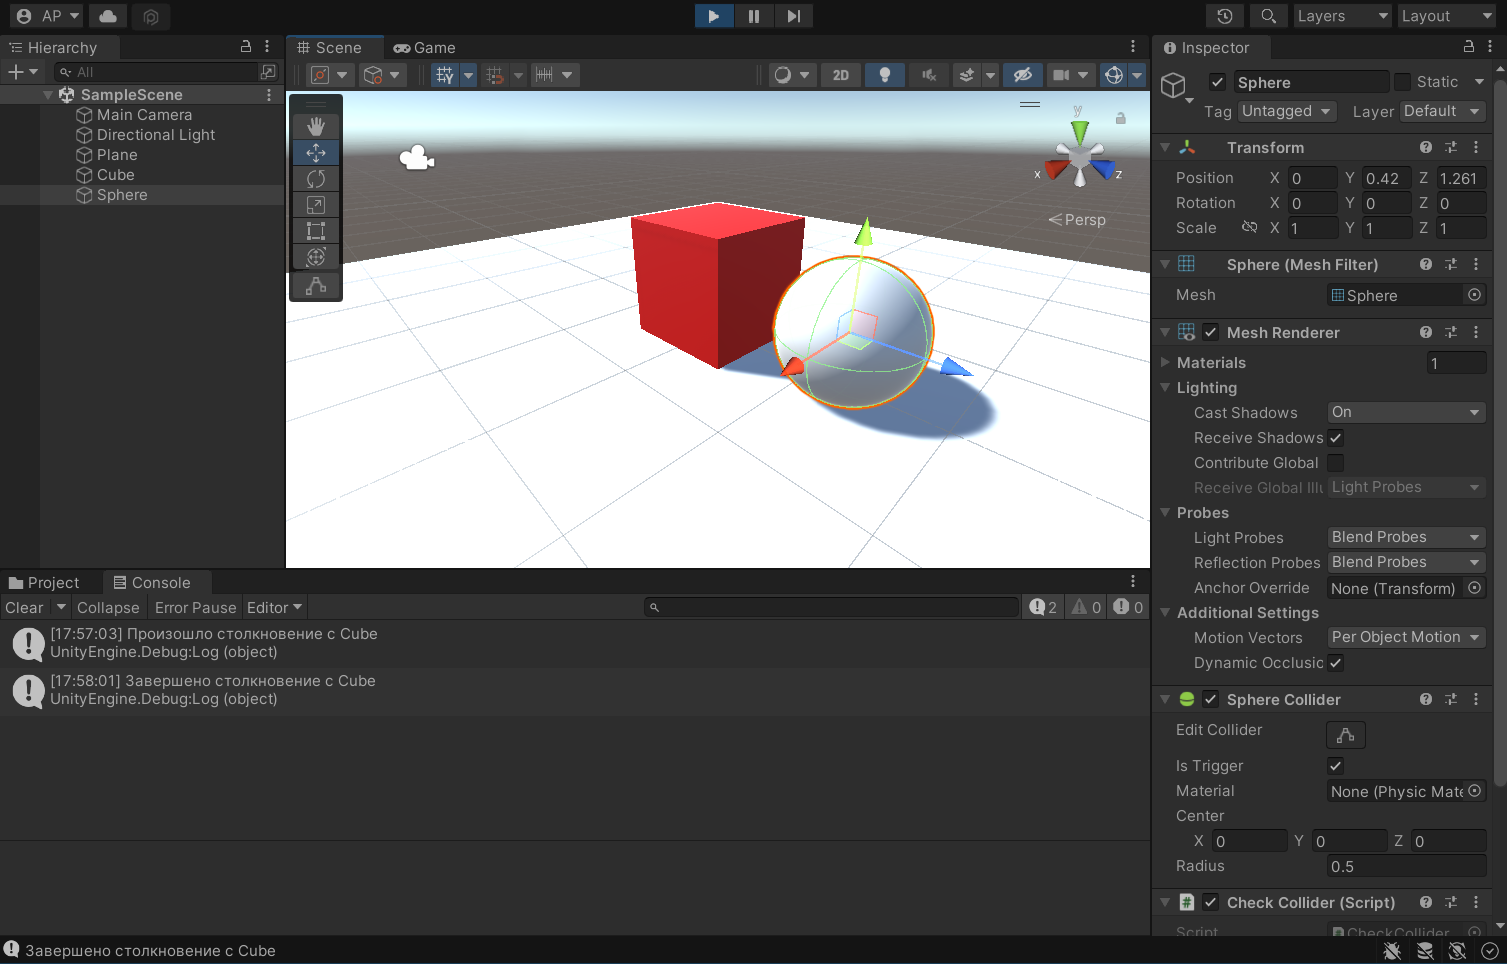 AP
Layers
Layout
Hierarchy
All
SampleScene
Main Camera
Directional Light
Plane
Cube
Sphere
Scene
Game
2D
y
x
z
Persp
Project
Console
Clear
Collapse
Error Pause
Editor
2
0
0
[17:57:03] Произошло столкновение с Cube
UnityEngine.Debug:Log (object)
[17:58:01] Завершено столкновение с Cube
UnityEngine.Debug:Log (object)
Завершено столкновение с Cube
Inspector
Sphere
Static
Tag Untagged Layer Default
Transform
Position X 0 Y 0.42 Z 1.261
Rotation X 0 Y 0 Z 0
Scale X 1 Y 1 Z 1
Sphere (Mesh Filter)
Mesh Sphere
Mesh Renderer
Materials 1
Lighting
Cast Shadows On
Receive Shadows
Contribute Global
Receive Global Illu Light Probes
Probes
Light Probes Blend Probes
Reflection Probes Blend Probes
Anchor Override None (Transform)
Additional Settings
Motion Vectors Per Object Motion
Dynamic Occlusic
Sphere Collider
Edit Collider
Is Trigger
Material None (Physic Mate
Center
X 0 Y 0 Z 0
Radius 0.5
# Check Collider (Script)
Script CheckCollider